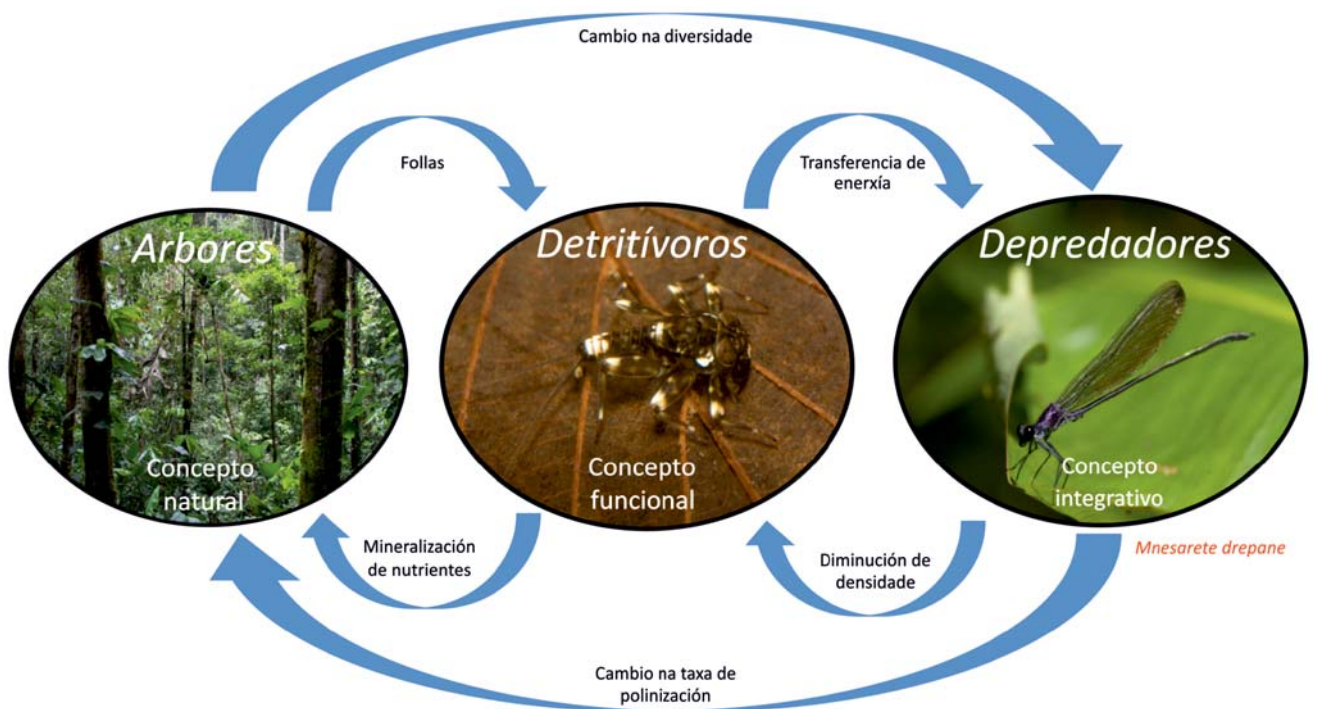 Cambio na diversidade
Follas
Transferencia de
enerxía
Arbores
Detritívoros
Depredadores
Concepto
natural
Concepto
funcional
Concepto
integrativo
Mineralización
de nutrientes
Diminución de
densidade
Mnesarete drepane
Cambio na taxa de
polinización